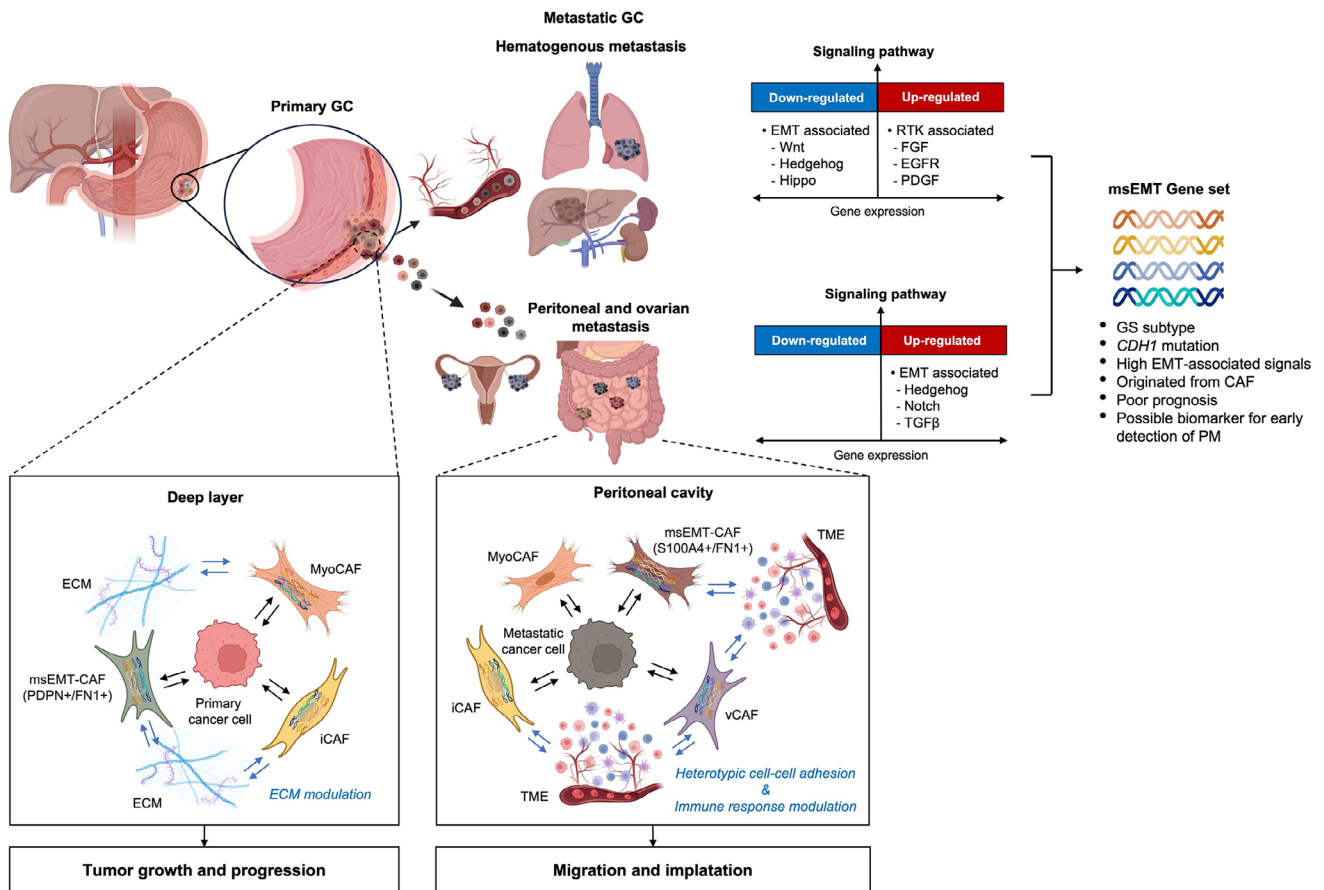 Metastatic GC
Hematogenous metastasis
Primary GC
Peritoneal and ovarian
metastasis
Signaling pathway
Down-regulated
Up-regulated
• EMT associated
- Wnt
- Hedgehog
- Hippo
• RTK associated
- FGF
- EGFR
- PDGF
Gene expression
Signaling pathway
Down-regulated
Up-regulated
• EMT associated
- Hedgehog
- Notch
- TGFβ
Gene expression
msEMT Gene set
• GS subtype
• CDH1 mutation
• High EMT-associated signals
• Originated from CAF
• Poor prognosis
• Possible biomarker for early
detection of PM
Deep layer
ECM
MyoCAF
msEMT-CAF
(PDPN+/FN1+)
Primary
cancer cell
iCAF
ECM
ECM modulation
Tumor growth and progression
Peritoneal cavity
MyoCAF
msEMT-CAF
(S100A4+/FN1+)
TME
Metastatic
cancer cell
iCAF
vCAF
TME
Heterotypic cell-cell adhesion
&
Immune response modulation
Migration and implatation